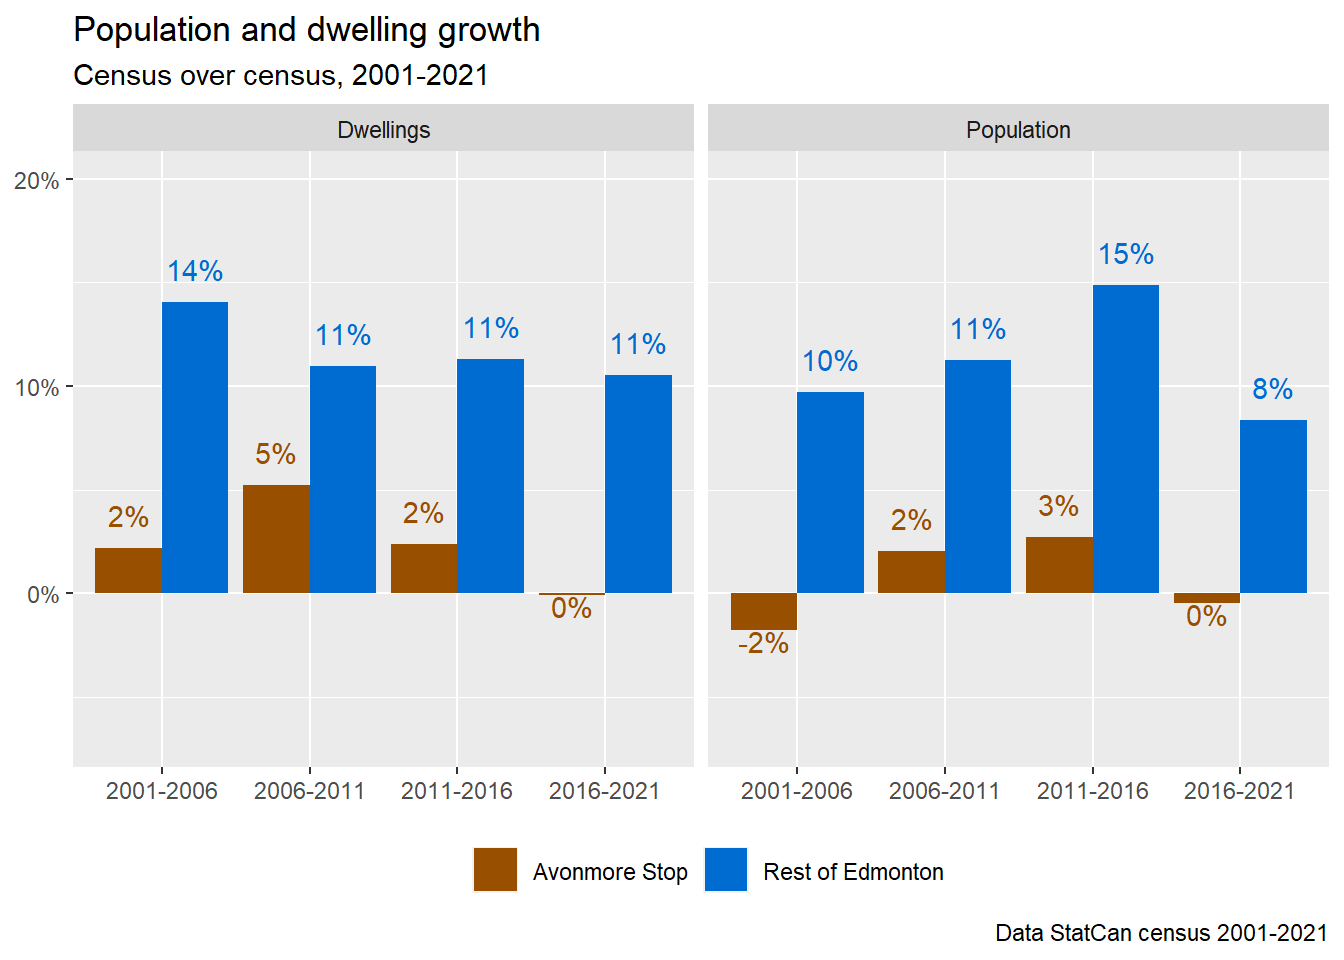 Population and dwelling growth
Census over census, 2001-2021
Dwellings
Population
20%
10%
0%
14%
11%
11%
11%
2%
5%
2%
0%
10%
11%
15%
8%
-2%
2%
3%
0%
2001-2006 2006-2011 2011-2016 2016-2021
2001-2006 2006-2011 2011-2016 2016-2021
Avonmore Stop Rest of Edmonton
Data StatCan census 2001-2021